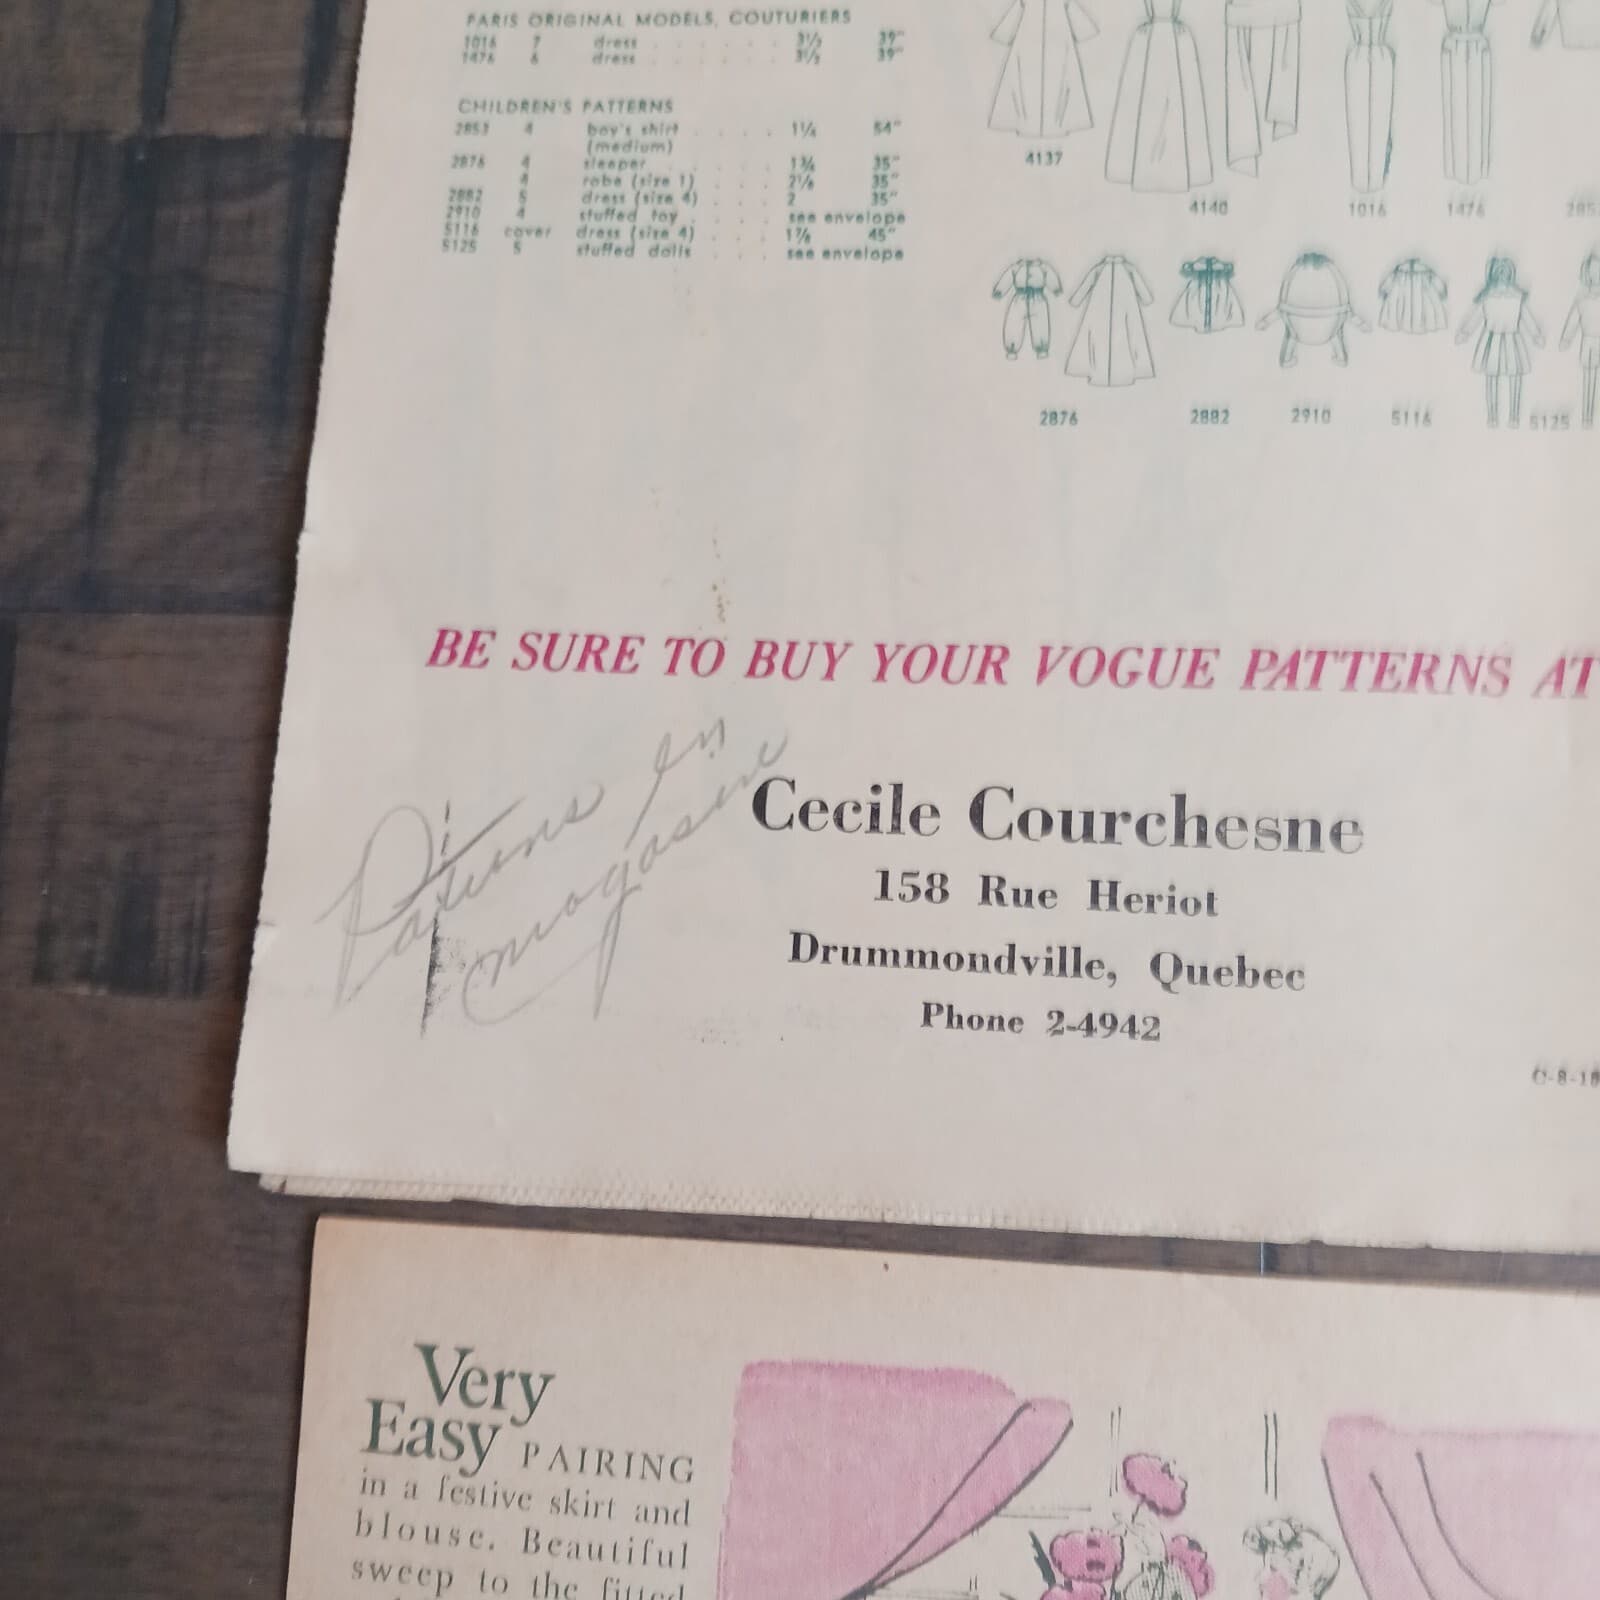 PARIS ORIGINAL MODELS, COUTURIERS
1016 7 dress . . . . . . 3½ 39"
1476 6 dress . . . . . . 3½ 39"
CHILDREN'S PATTERNS
2853 4 boy's shirt . . . . 1¼ 54"
(medium)
2876 4 sleeper . . . . . 1¾ 35"
4 robe (size 1) . . . 2⅛ 35"
2882 5 dress (size 4) . . . 2 35"
2910 4 stuffed toy . . . . see envelope
5116 cover dress (size 4) . . . 1⅞ 45"
5125 5 stuffed dolls . . . see envelope
4137
4140
1016
1476
2876
2882
2910
5116
5125
BE SURE TO BUY YOUR VOGUE PATTERNS AT
Patrons en
magasine
Cecile Courchesne
158 Rue Heriot
Drummondville, Quebec
Phone 2-4942
Very
Easy PAIRING
in a festive skirt and
blouse. Beautiful
sweep to the fitted